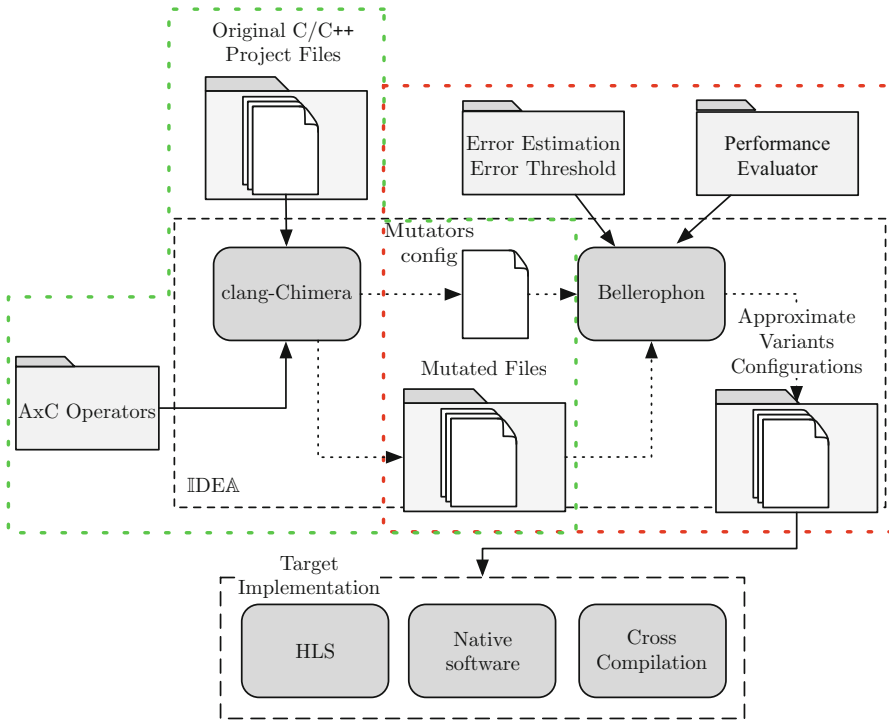 Original C/C++
Project Files
Error Estimation
Error Threshold
Performance
Evaluator
Mutators
config
clang-Chimera
Bellerophon
Approximate
Variants
Configurations
Mutated Files
AxC Operators
𝕀DE𝔸
Target
Implementation
HLS
Native
software
Cross
Compilation